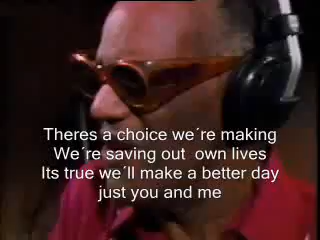 Theres a choice we´re making
We´re saving out  own lives
Its true we´ll make a better day
just you and me